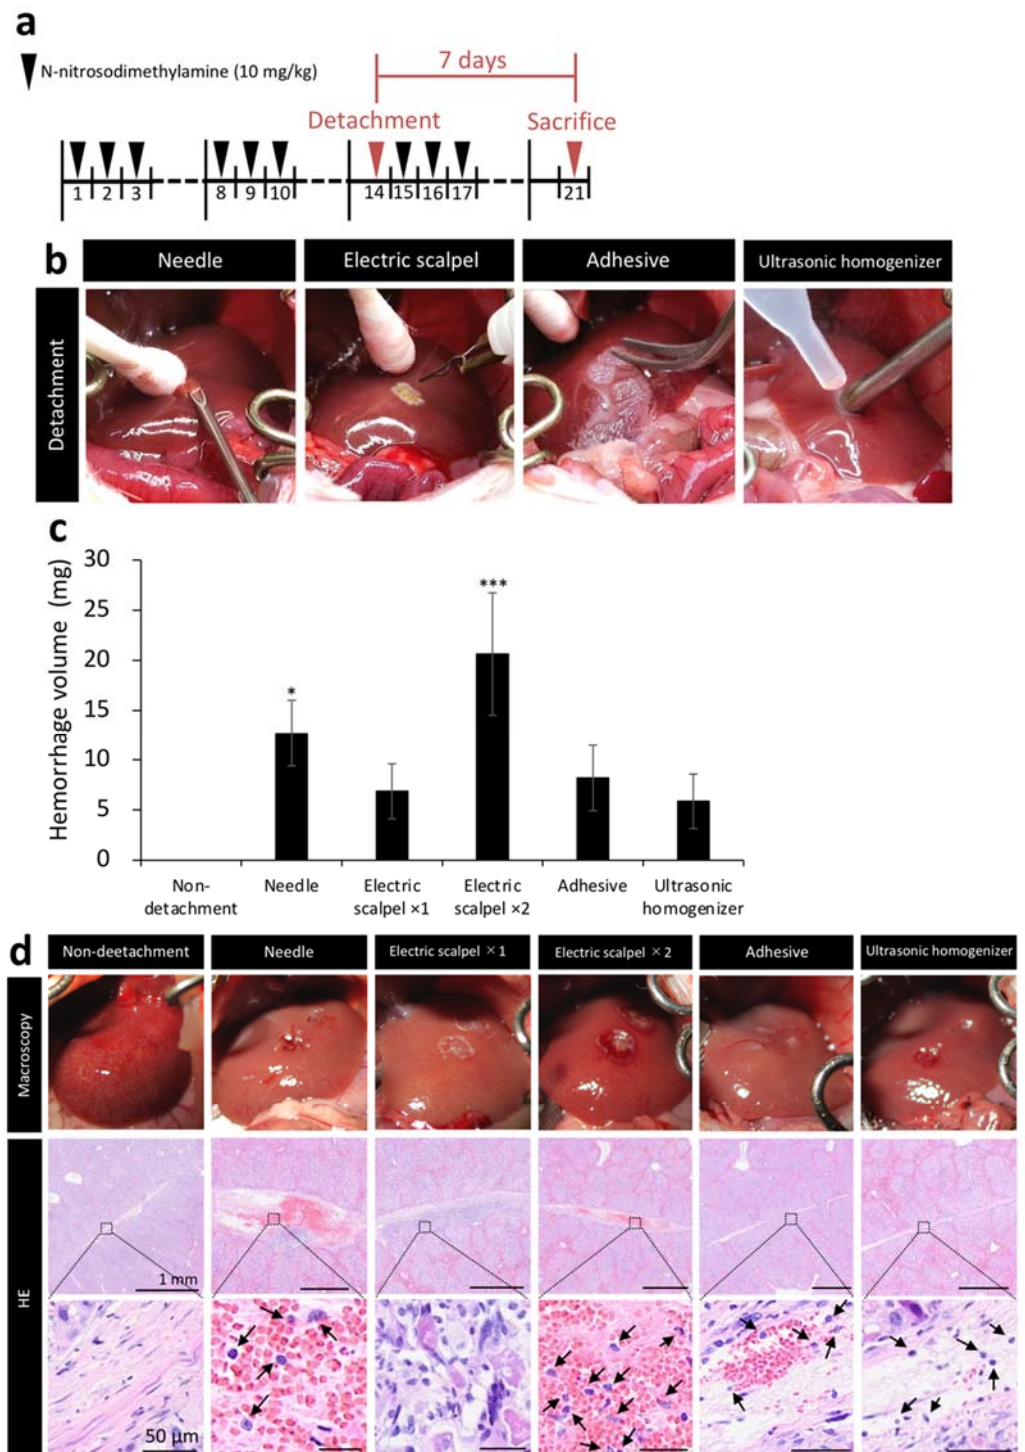 a
N-nitrosodimethylamine (10 mg/kg)
7 days
Detachment
Sacrifice
1 2 3 8 9 10 14 15 16 17 21
b
Needle
Electric scalpel
Adhesive
Ultrasonic homogenizer
Detachment
c
Hemorrhage volume (mg)
30
25
20
15
10
5
0
*
***
Non-
detachment
Needle
Electric
scalpel ×1
Electric
scalpel ×2
Adhesive
Ultrasonic
homogenizer
d
Non-deetachment
Needle
Electric scalpel ×1
Electric scalpel ×2
Adhesive
Ultrasonic homogenizer
Macroscopy
HE
1 mm
50 µm